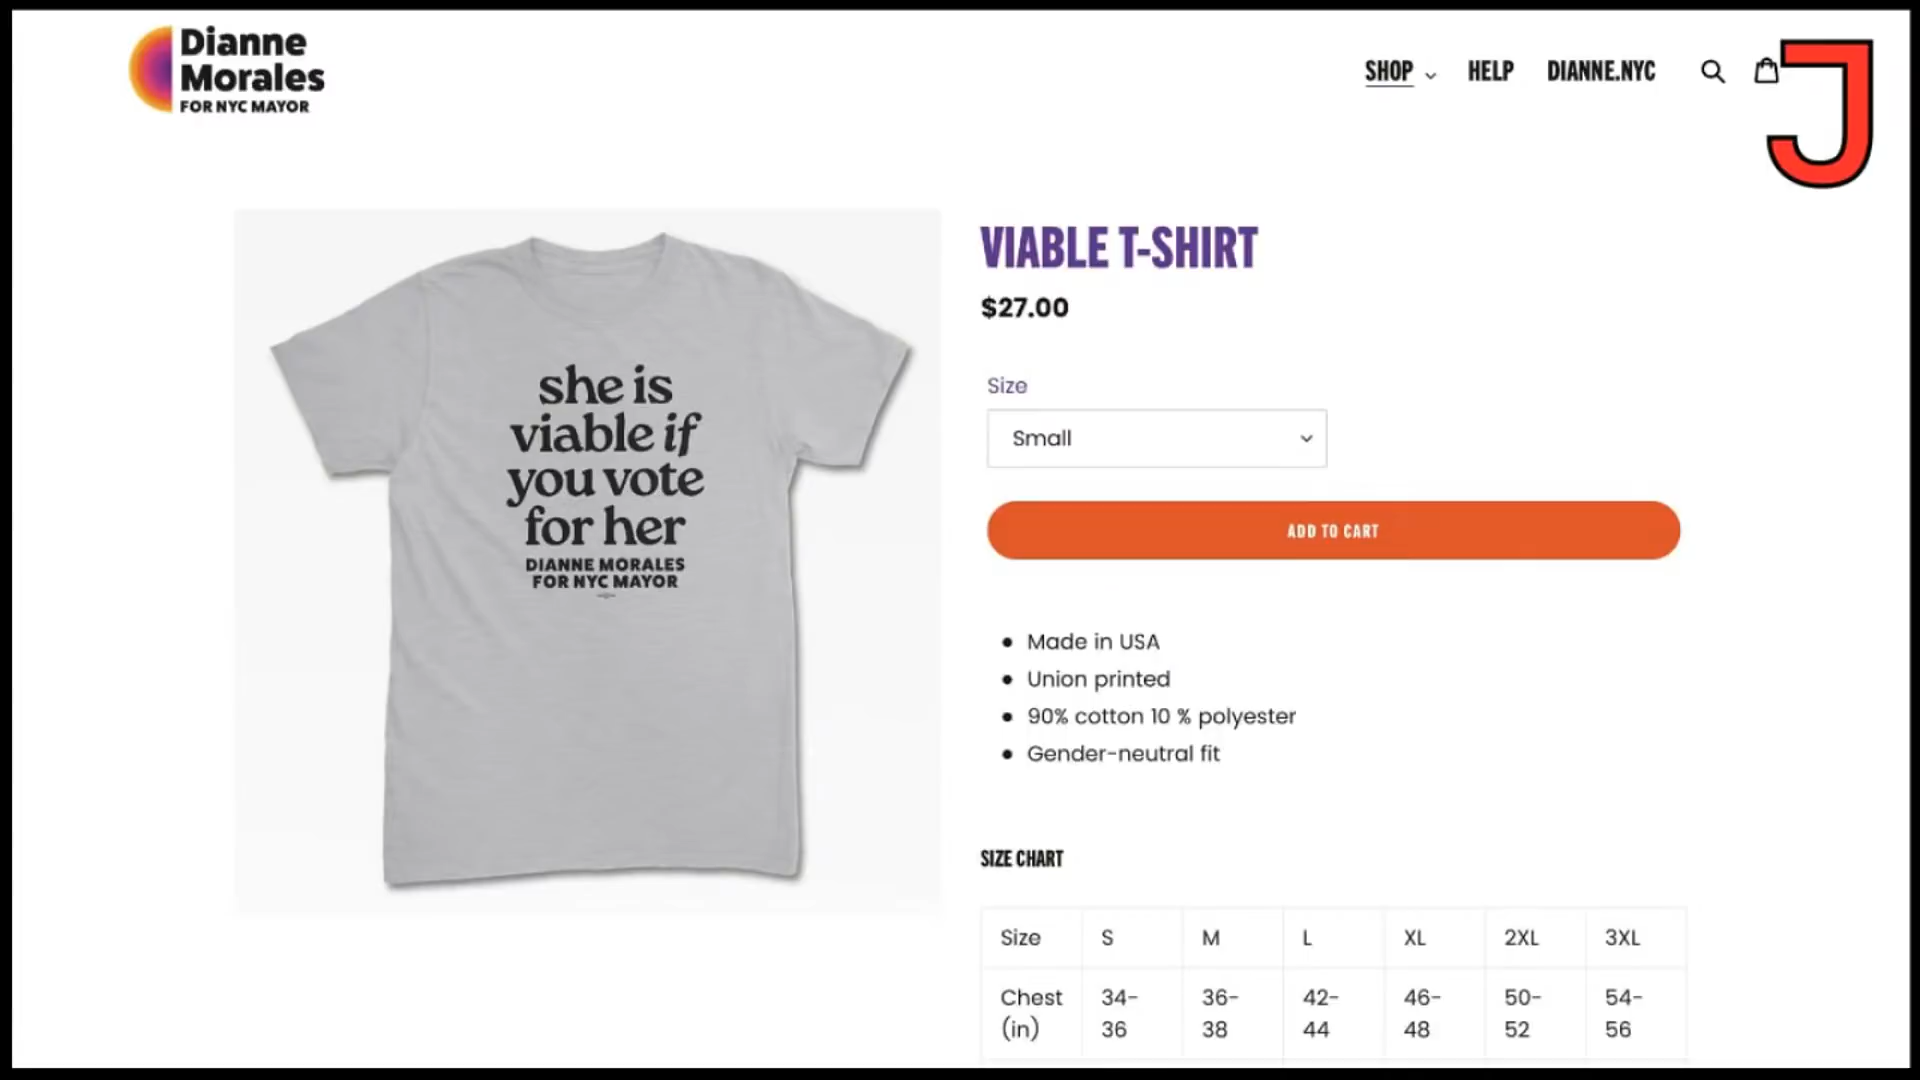 Dianne
Morales
FOR NYC MAYOR
SHOP
HELP
DIANNE.NYC
J
she is
viable if
you vote
for her
DIANNE MORALES
FOR NYC MAYOR
VIABLE T-SHIRT
$27.00
Size
Small
ADD TO CART
Made in USA
Union printed
90% cotton 10 % polyester
Gender-neutral fit
SIZE CHART
Size S M L XL 2XL 3XL
Chest 34- 36- 42- 46- 50- 54-
(in) 36 38 44 48 52 56